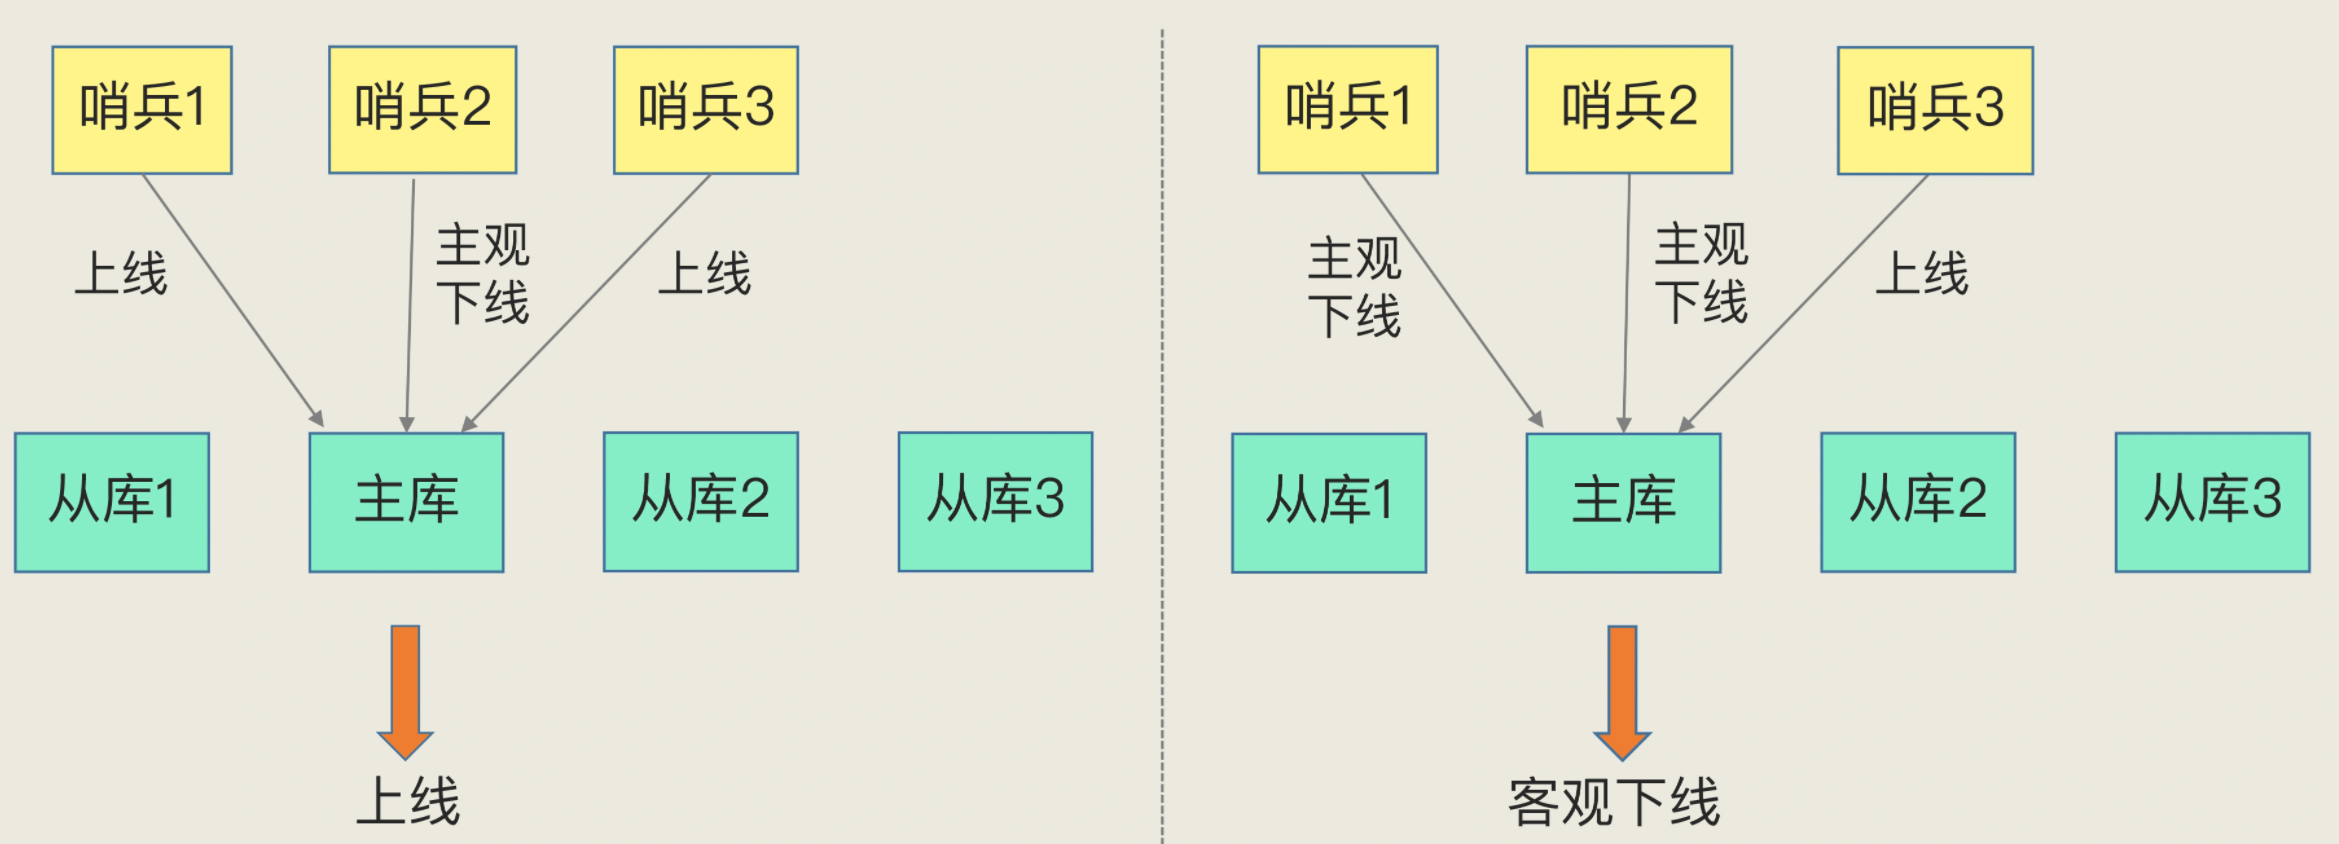 哨兵1
哨兵2
哨兵3
上线
主观
下线
上线
从库1
主库
从库2
从库3
上线
哨兵1
哨兵2
哨兵3
主观
下线
主观
下线
上线
从库1
主库
从库2
从库3
客观下线